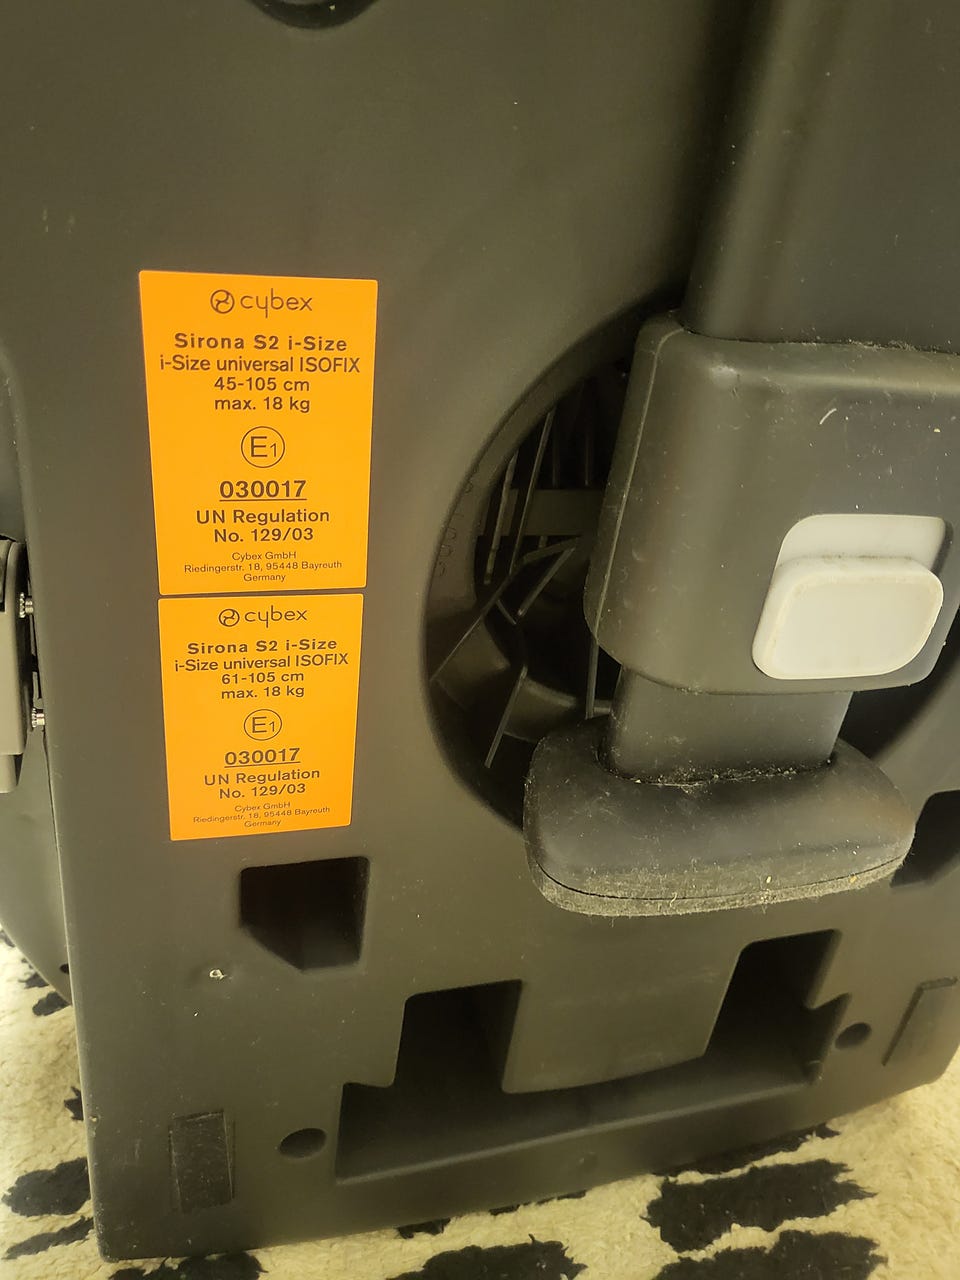 cybex
Sirona S2 i-Size
i-Size universal ISOFIX
45-105 cm
max. 18 kg
E1
030017
UN Regulation
No. 129/03
Cybex GmbH
Riedingerstr. 18, 95448 Bayreuth
Germany
cybex
Sirona S2 i-Size
i-Size universal ISOFIX
61-105 cm
max. 18 kg
E1
030017
UN Regulation
No. 129/03
Cybex GmbH
Riedingerstr. 18, 95448 Bayreuth
Germany